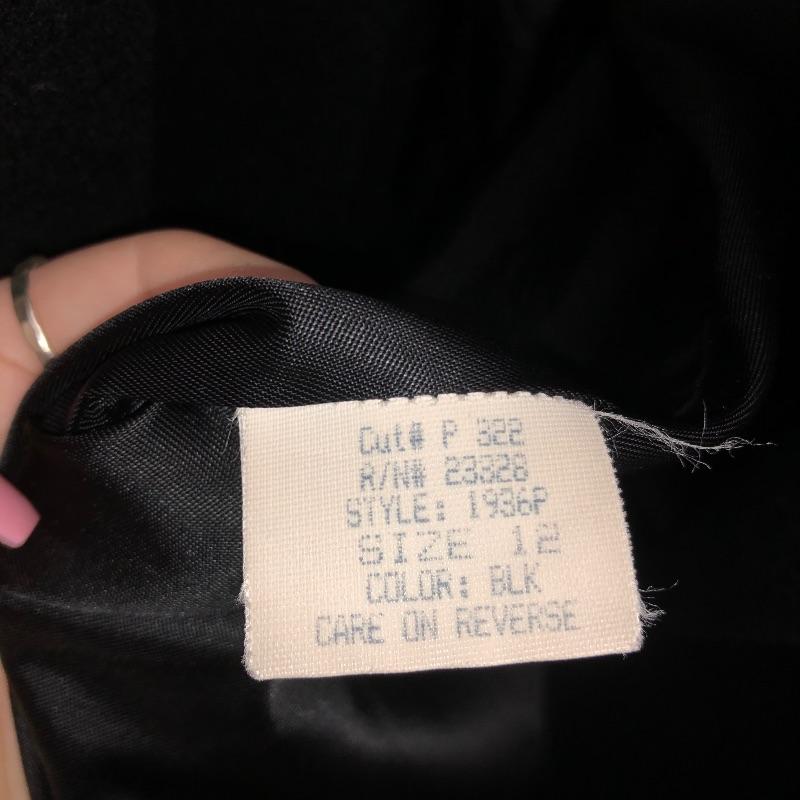 Cut# P 322
R/N# 23328
STYLE: 1936P
SIZE 12
COLOR: BLK
CARE ON REVERSE